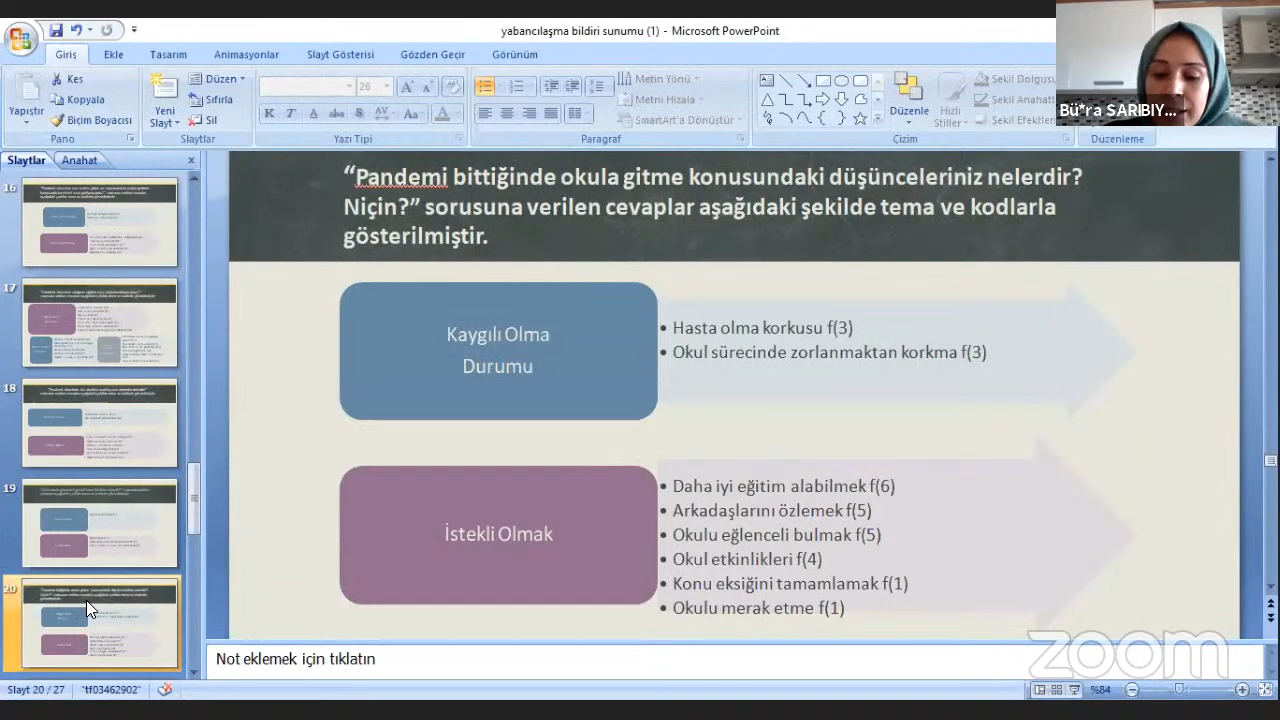 yabancılaşma bildiri sunumu (1) - Microsoft PowerPoint
Giriş Ekle Tasarım Animasyonlar Slayt Gösterisi Gözden Geçir Görünüm
Yapıştır
Kes
Kopyala
Biçim Boyacısı
Pano
Yeni
Slayt
Düzen
Sıfırla
Sil
Slaytlar
26
K T A abc AV Aa A
Yazı Tipi
Metin Yönü
Metni Hizala
SmartArt'a Dönüştür
Paragraf
Düzenle
Hızlı
Stiller
Çizim
Şekil Dolgusu
Şekil Anahattı
Şekil Efektleri
Düzenleme
Bü*ra SARIBIY...
Slaytlar Anahat x
16
17
18
19
20
“Pandemi bittiğinde okula gitme konusundaki düşünceleriniz nelerdir?
Niçin?” sorusuna verilen cevaplar aşağıdaki şekilde tema ve kodlarla
gösterilmiştir.
Kaygılı Olma
Durumu
• Hasta olma korkusu f(3)
• Okul sürecinde zorlanmaktan korkma f(3)
İstekli Olmak
• Daha iyi eğitim alabilmek f(6)
• Arkadaşlarını özlemek f(5)
• Okulu eğlenceli bulmak f(5)
• Okul etkinlikleri f(4)
• Konu eksiğini tamamlamak f(1)
• Okulu merak etme f(1)
zoom
Not eklemek için tıklatın
Slayt 20 / 27 "tf03462902" %84